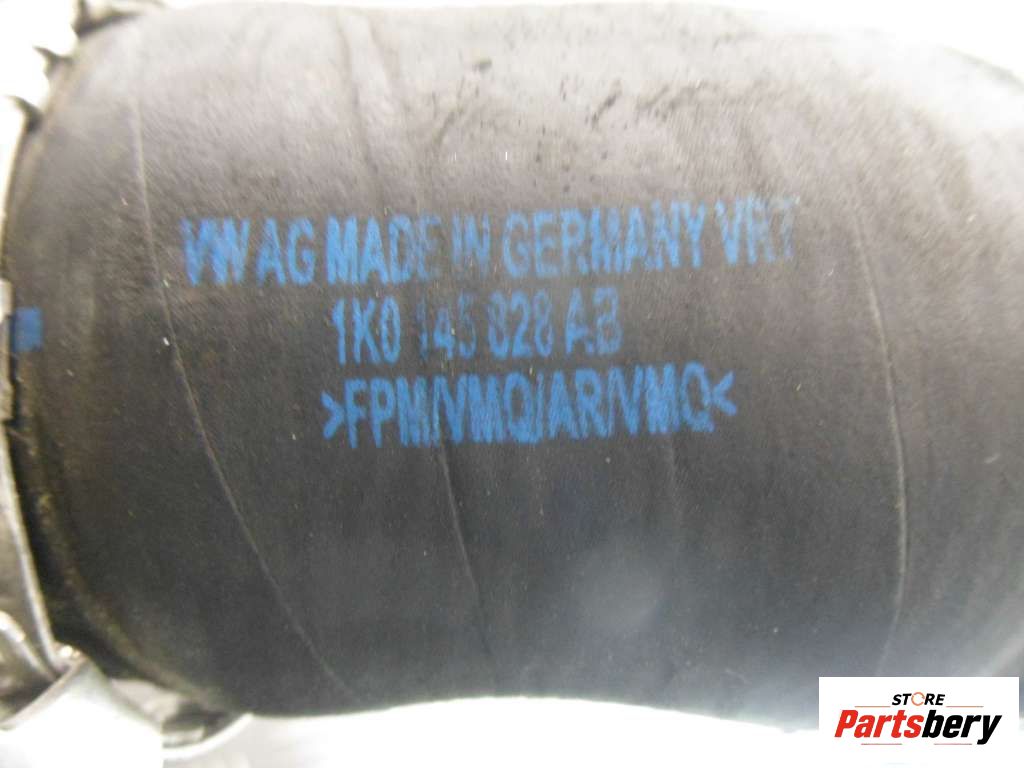 VW AG MADE IN GERMANY VRT
1K0 145 828 AB
>FPM/VMQ/AR/VMQ<
STORE
Partsbery